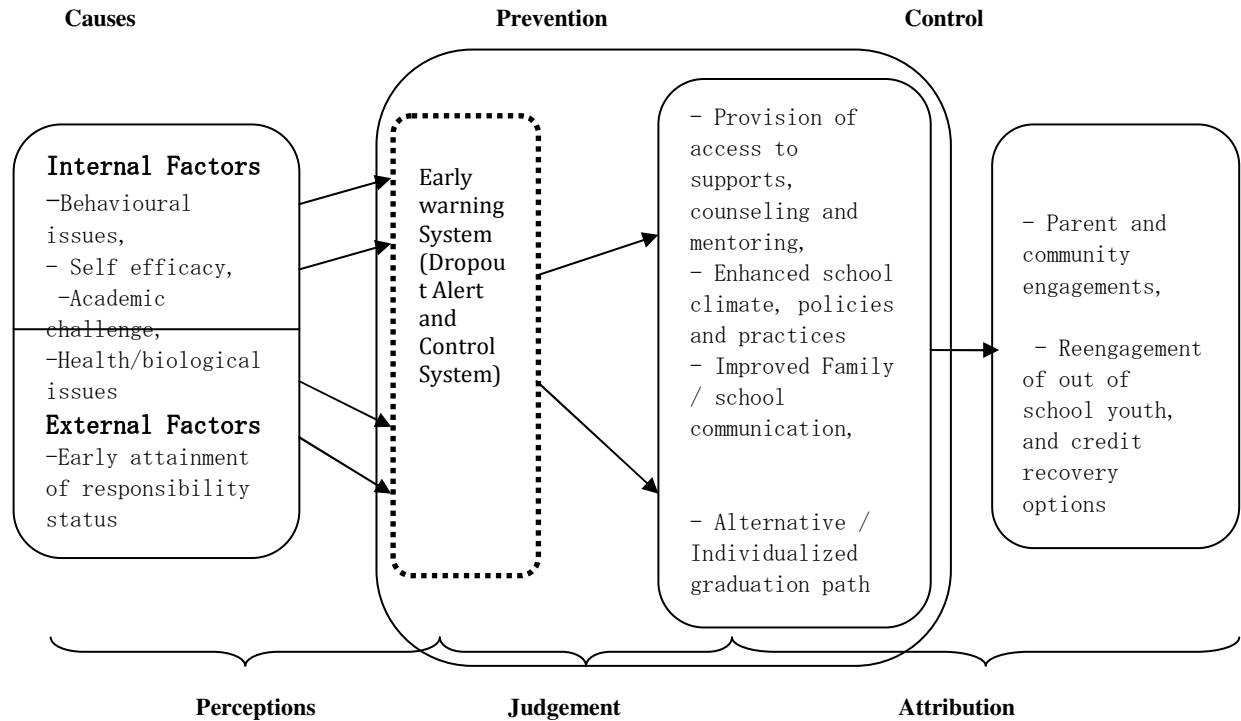 Causes
Prevention
Control
Internal Factors
-Behavioural
issues,
- Self efficacy,
-Academic
challenge,
-Health/biological
issues
External Factors
-Early attainment
of responsibility
status
Early
warning
System
(Dropou
t Alert
and
Control
System)
- Provision of
access to
supports,
counseling and
mentoring,
- Enhanced school
climate, policies
and practices
- Improved Family
/ school
communication,
- Alternative /
Individualized
graduation path
- Parent and
community
engagements,
- Reengagement
of out of
school youth,
and credit
recovery
options
Perceptions
Judgement
Attribution